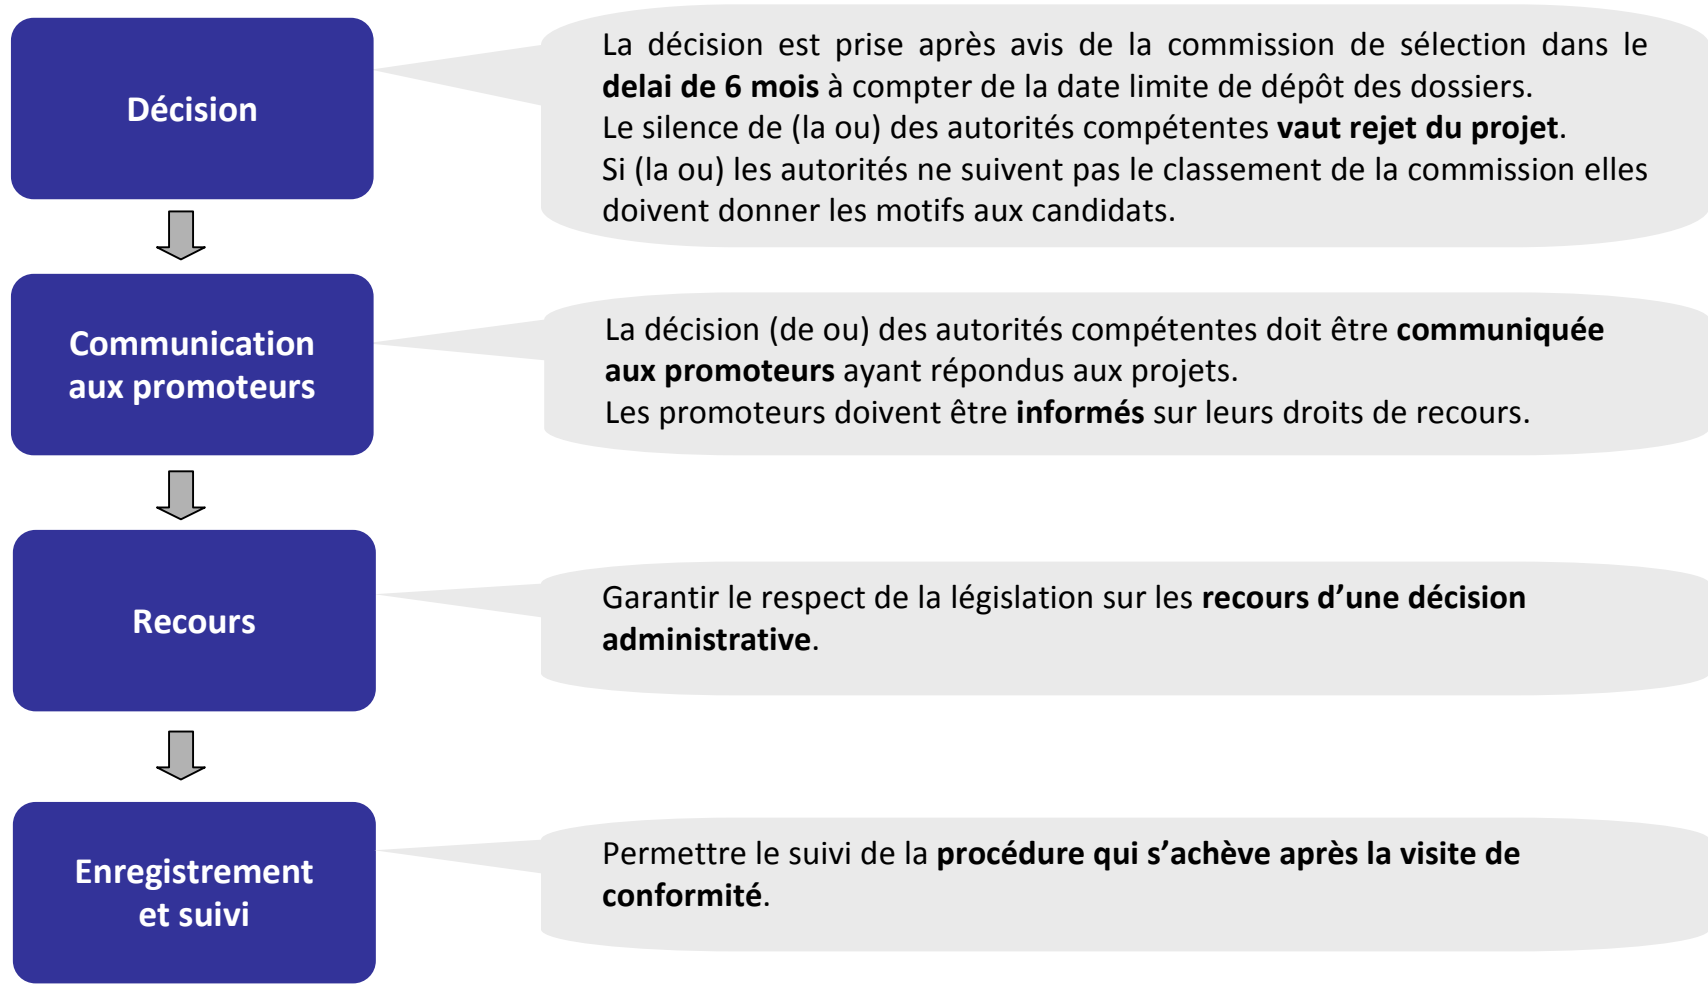 Décision
La décision est prise après avis de la commission de sélection dans le
delai de 6 mois à compter de la date limite de dépôt des dossiers.
Le silence de (la ou) des autorités compétentes vaut rejet du projet.
Si (la ou) les autorités ne suivent pas le classement de la commission elles
doivent donner les motifs aux candidats.
Communication
aux promoteurs
La décision (de ou) des autorités compétentes doit être communiquée
aux promoteurs ayant répondus aux projets.
Les promoteurs doivent être informés sur leurs droits de recours.
Recours
Garantir le respect de la législation sur les recours d’une décision
administrative.
Enregistrement
et suivi
Permettre le suivi de la procédure qui s’achève après la visite de
conformité.